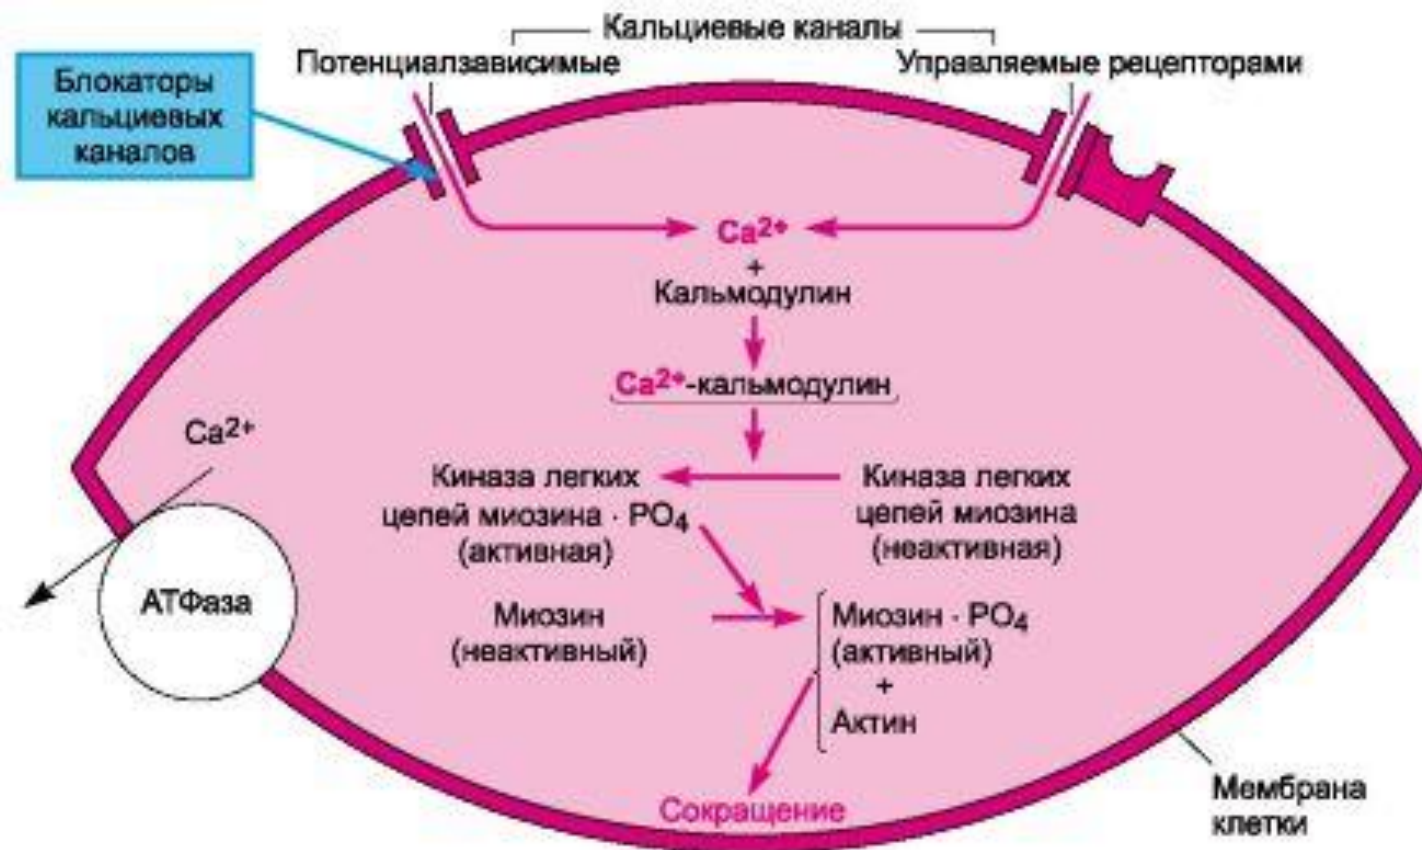 Кальциевые каналы
Потенциалзависимые
Управляемые рецепторами
Блокаторы
кальциевых
каналов
Ca2+
+
Кальмодулин
Ca2+-кальмодулин
Ca2+
Киназа легких
цепей миозина · PO4
(активная)
Киназа легких
цепей миозина
(неактивная)
АТФаза
Миозин
(неактивный)
Миозин · PO4
(активный)
+
Актин
Сокращение
Мембрана
клетки